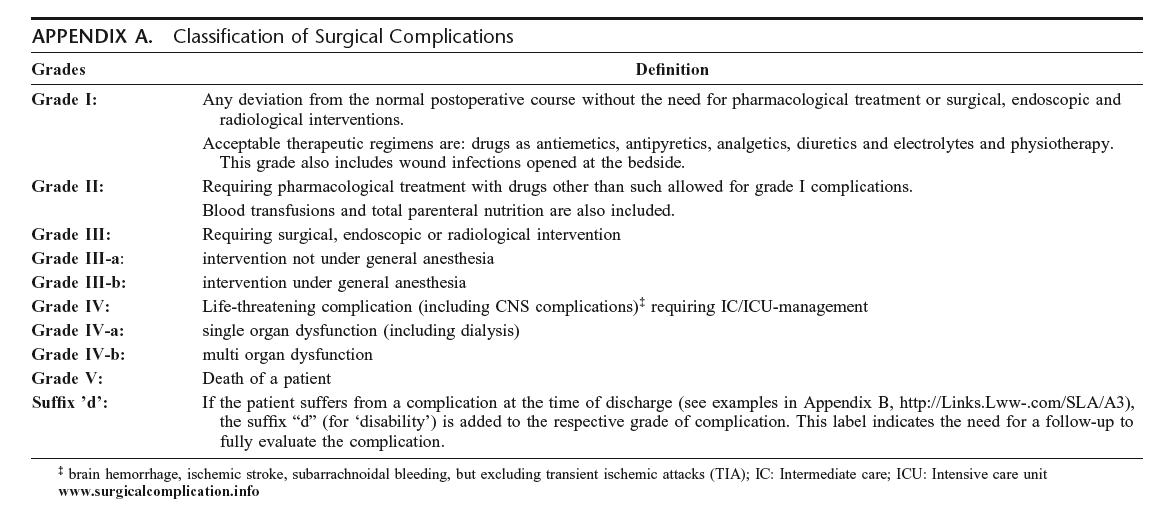 APPENDIX A. Classification of Surgical Complications
Grades Definition
Grade I: Any deviation from the normal postoperative course without the need for pharmacological treatment or surgical, endoscopic and
radiological interventions.
Acceptable therapeutic regimens are: drugs as antiemetics, antipyretics, analgetics, diuretics and electrolytes and physiotherapy.
This grade also includes wound infections opened at the bedside.
Grade II: Requiring pharmacological treatment with drugs other than such allowed for grade I complications.
Blood transfusions and total parenteral nutrition are also included.
Grade III: Requiring surgical, endoscopic or radiological intervention
Grade III-a: intervention not under general anesthesia
Grade III-b: intervention under general anesthesia
Grade IV: Life-threatening complication (including CNS complications)‡ requiring IC/ICU-management
Grade IV-a: single organ dysfunction (including dialysis)
Grade IV-b: multi organ dysfunction
Grade V: Death of a patient
Suffix 'd': If the patient suffers from a complication at the time of discharge (see examples in Appendix B, http://Links.Lww-.com/SLA/A3),
the suffix “d” (for ‘disability’) is added to the respective grade of complication. This label indicates the need for a follow-up to
fully evaluate the complication.
‡ brain hemorrhage, ischemic stroke, subarrachnoidal bleeding, but excluding transient ischemic attacks (TIA); IC: Intermediate care; ICU: Intensive care unit
www.surgicalcomplication.info